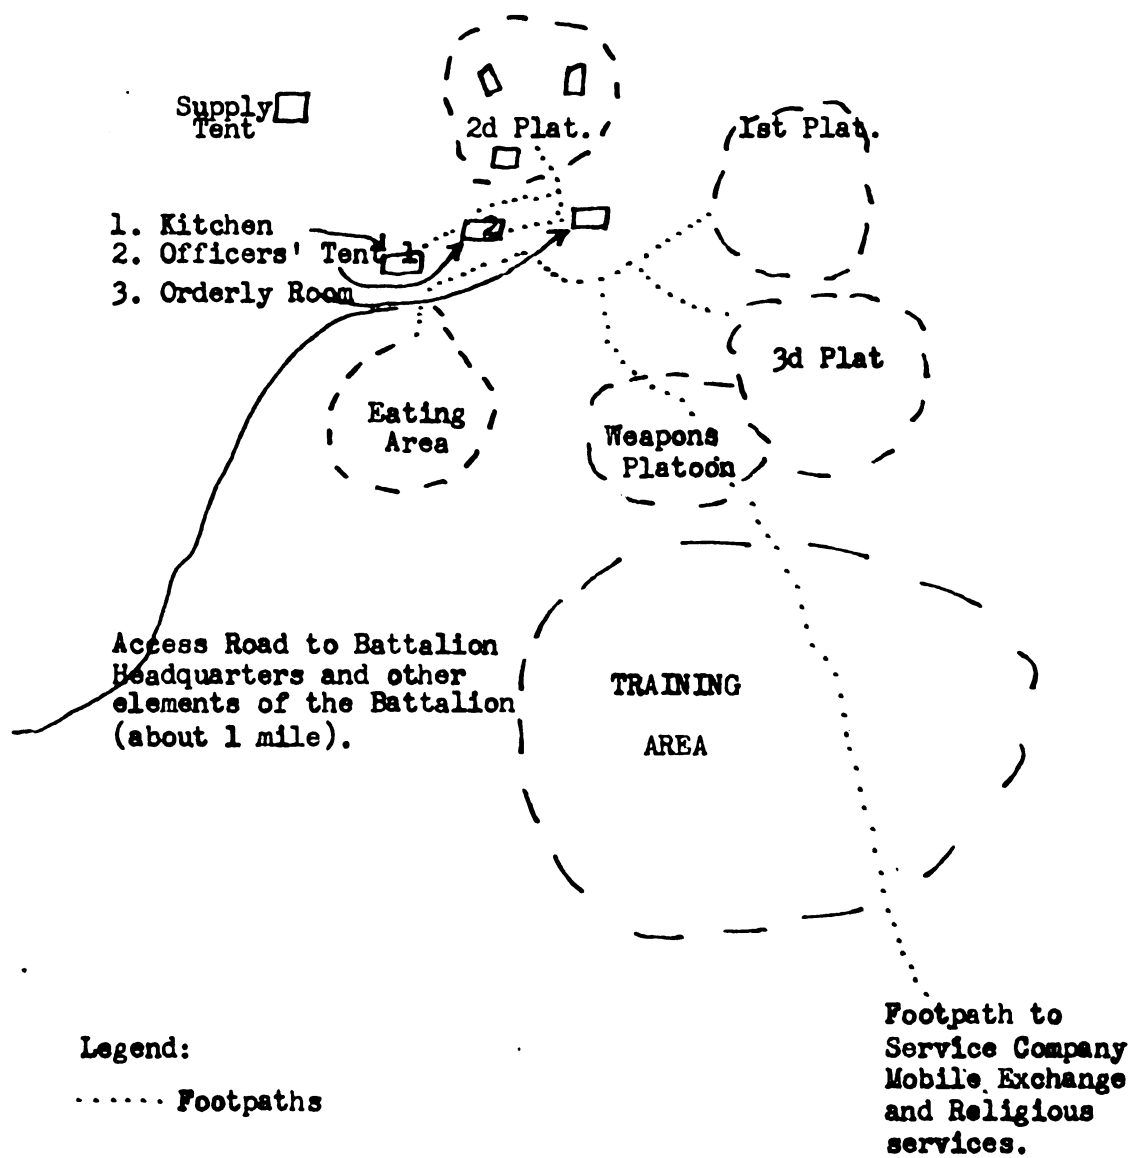 Supply
Tent
2d Plat.
1st Plat.
1. Kitchen
2. Officers' Tent
3. Orderly Room
1
2
3d Plat
Eating
Area
Weapons
Platoon
Access Road to Battalion
Headquarters and other
elements of the Battalion
(about 1 mile).
TRAINING
AREA
Legend:
...... Footpaths
Footpath to
Service Company
Mobile Exchange
and Religious
services.